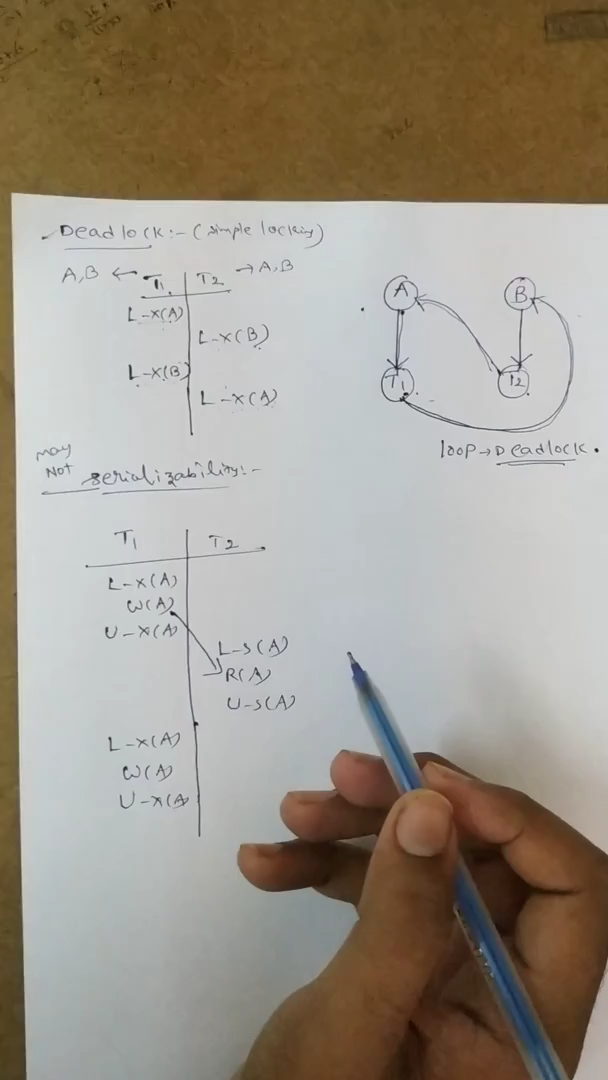 Deadlock:- (simple locking)
A,B ← T1 T2 → A,B
L-X(A)
L-X(B)
L-X(B)
L-X(A)
A B
T1 T2
loop → Deadlock.
may
Not serializability:-
T1 T2
L-X(A)
W(A)
U-X(A)
L-S(A)
R(A)
U-S(A)
L-X(A)
W(A)
U-X(A)